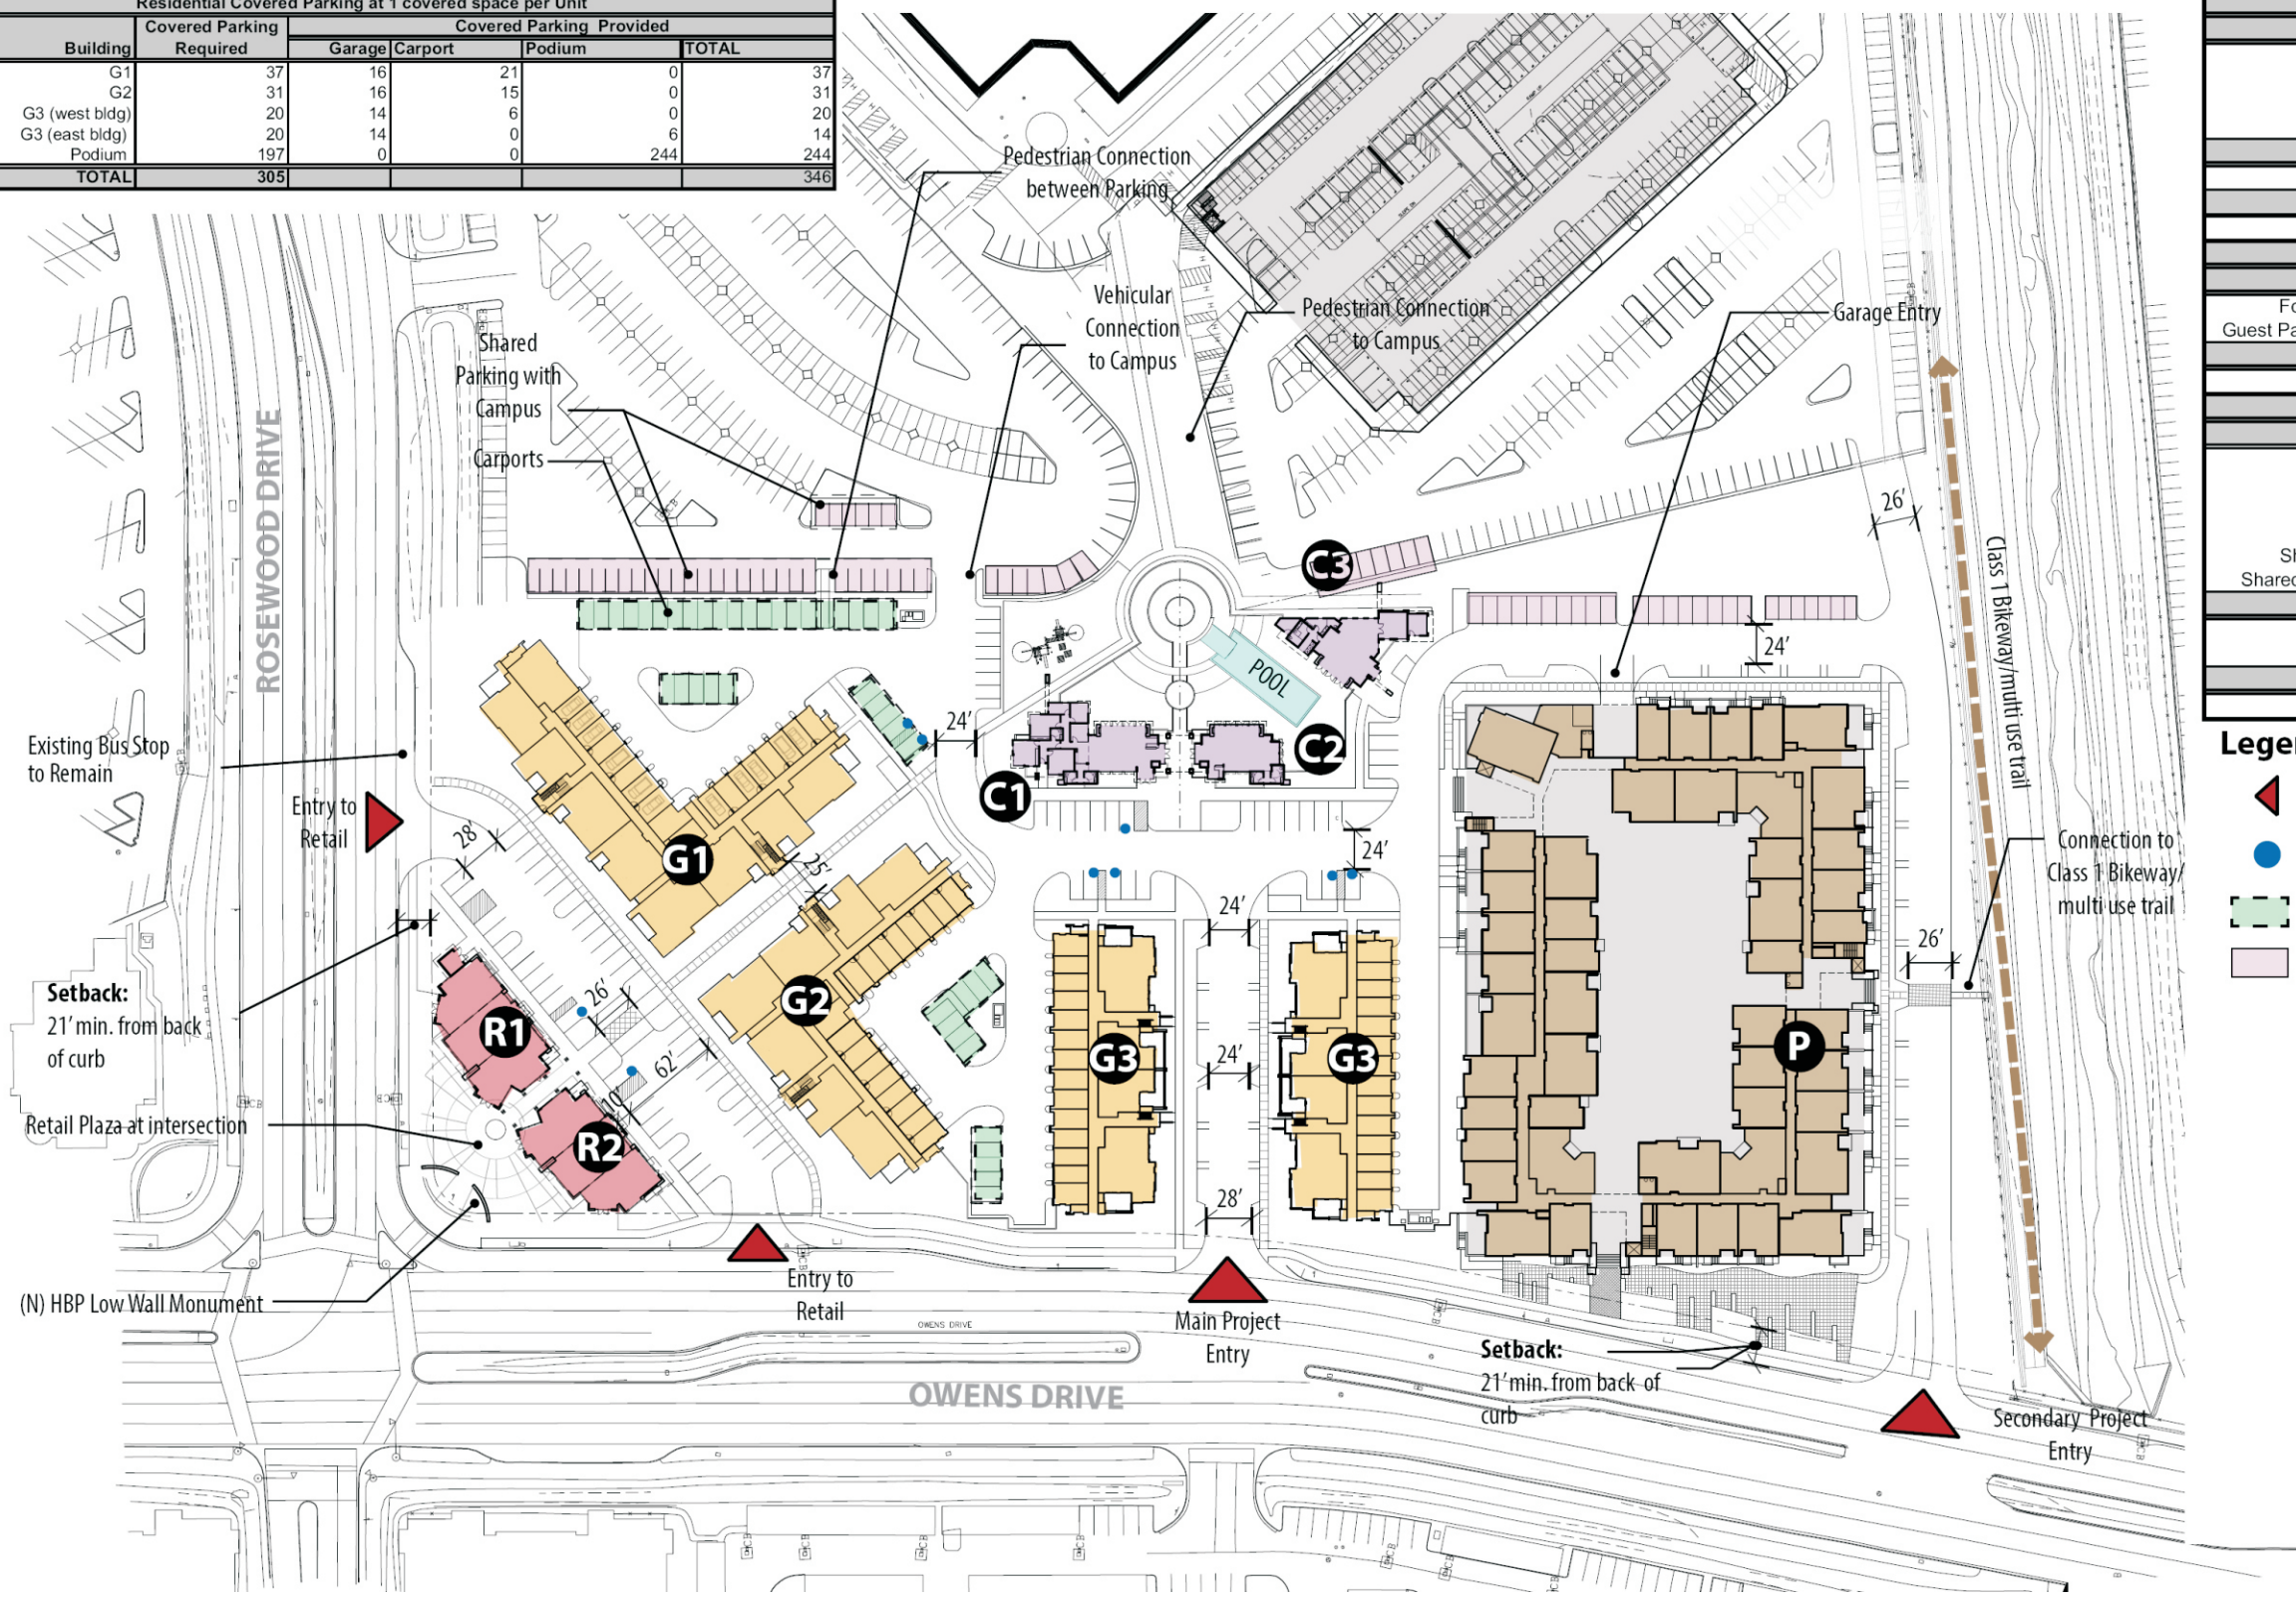 Residential Covered Parking at 1 covered space per Unit
Covered Parking Covered Parking Provided
Building Required Garage Carport Podium TOTAL
G1 37 16 21 0 37
G2 31 16 15 0 31
G3 (west bldg) 20 14 6 0 20
G3 (east bldg) 20 14 0 6 14
Podium 197 0 0 244 244
TOTAL 305 346
Pedestrian Connection
between Parking
Vehicular
Connection
to Campus
Pedestrian Connection
to Campus
Garage Entry
Shared
Parking with
Campus
Carports
ROSEWOOD DRIVE
26'
Class 1 Bikeway/multi use trail
C3
24'
POOL
Existing Bus Stop
to Remain
Entry to
Retail
24'
C1
C2
28'
G1
25'
24'
Connection to
Class 1 Bikeway/
multi use trail
24'
26'
Setback:
21' min. from back
of curb
26'
G2
R1
62'
G3
24'
G3
P
10'
Retail Plaza at intersection
R2
28'
(N) HBP Low Wall Monument
Entry to
Retail
Main Project
Entry
OWENS DRIVE
OWENS DRIVE
Setback:
21' min. from back of
curb
Secondary Project
Entry
Fo
Guest Pa
Sl
Shared
Lege